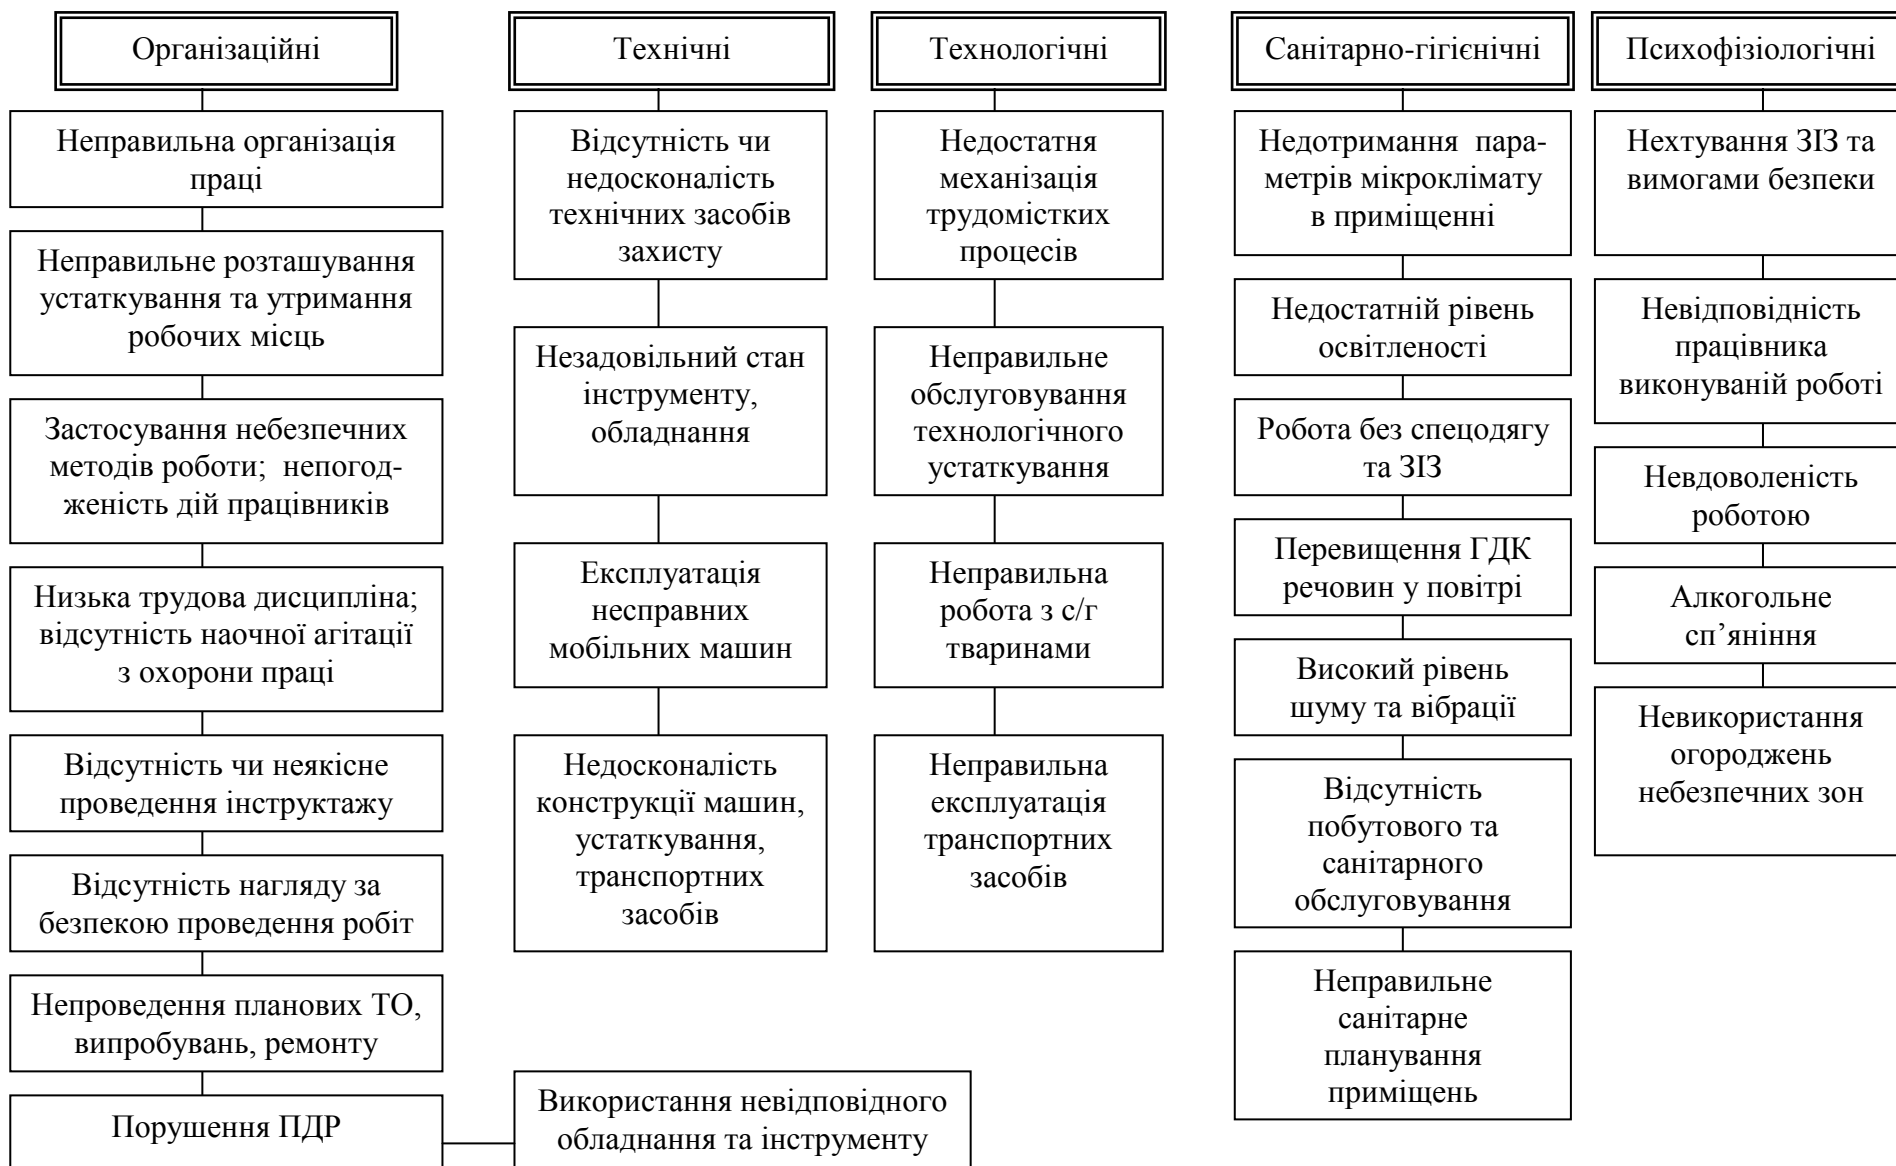 Організаційні
Неправильна організація
праці
Неправильне розташування
устаткування та утримання
робочих місць
Застосування небезпечних
методів роботи; непогод-
женість дій працівників
Низька трудова дисципліна;
відсутність наочної агітації
з охорони праці
Відсутність чи неякісне
проведення інструктажу
Відсутність нагляду за
безпекою проведення робіт
Непроведення планових ТО,
випробувань, ремонту
Порушення ПДР
Використання невідповідного
обладнання та інструменту
Технічні
Відсутність чи
недосконалість
технічних засобів
захисту
Незадовільний стан
інструменту,
обладнання
Експлуатація
несправних
мобільних машин
Недосконалість
конструкції машин,
устаткування,
транспортних
засобів
Технологічні
Недостатня
механізація
трудомістких
процесів
Неправильне
обслуговування
технологічного
устаткування
Неправильна
робота з с/г
тваринами
Неправильна
експлуатація
транспортних
засобів
Санітарно-гігієнічні
Недотримання пара-
метрів мікроклімату
в приміщенні
Недостатній рівень
освітленості
Робота без спецодягу
та ЗІЗ
Перевищення ГДК
речовин у повітрі
Високий рівень
шуму та вібрації
Відсутність
побутового та
санітарного
обслуговування
Неправильне
санітарне
планування
приміщень
Психофізіологічні
Нехтування ЗІЗ та
вимогами безпеки
Невідповідність
працівника
виконуваній роботі
Невдоволеність
роботою
Алкогольне
сп’яніння
Невикористання
огороджень
небезпечних зон